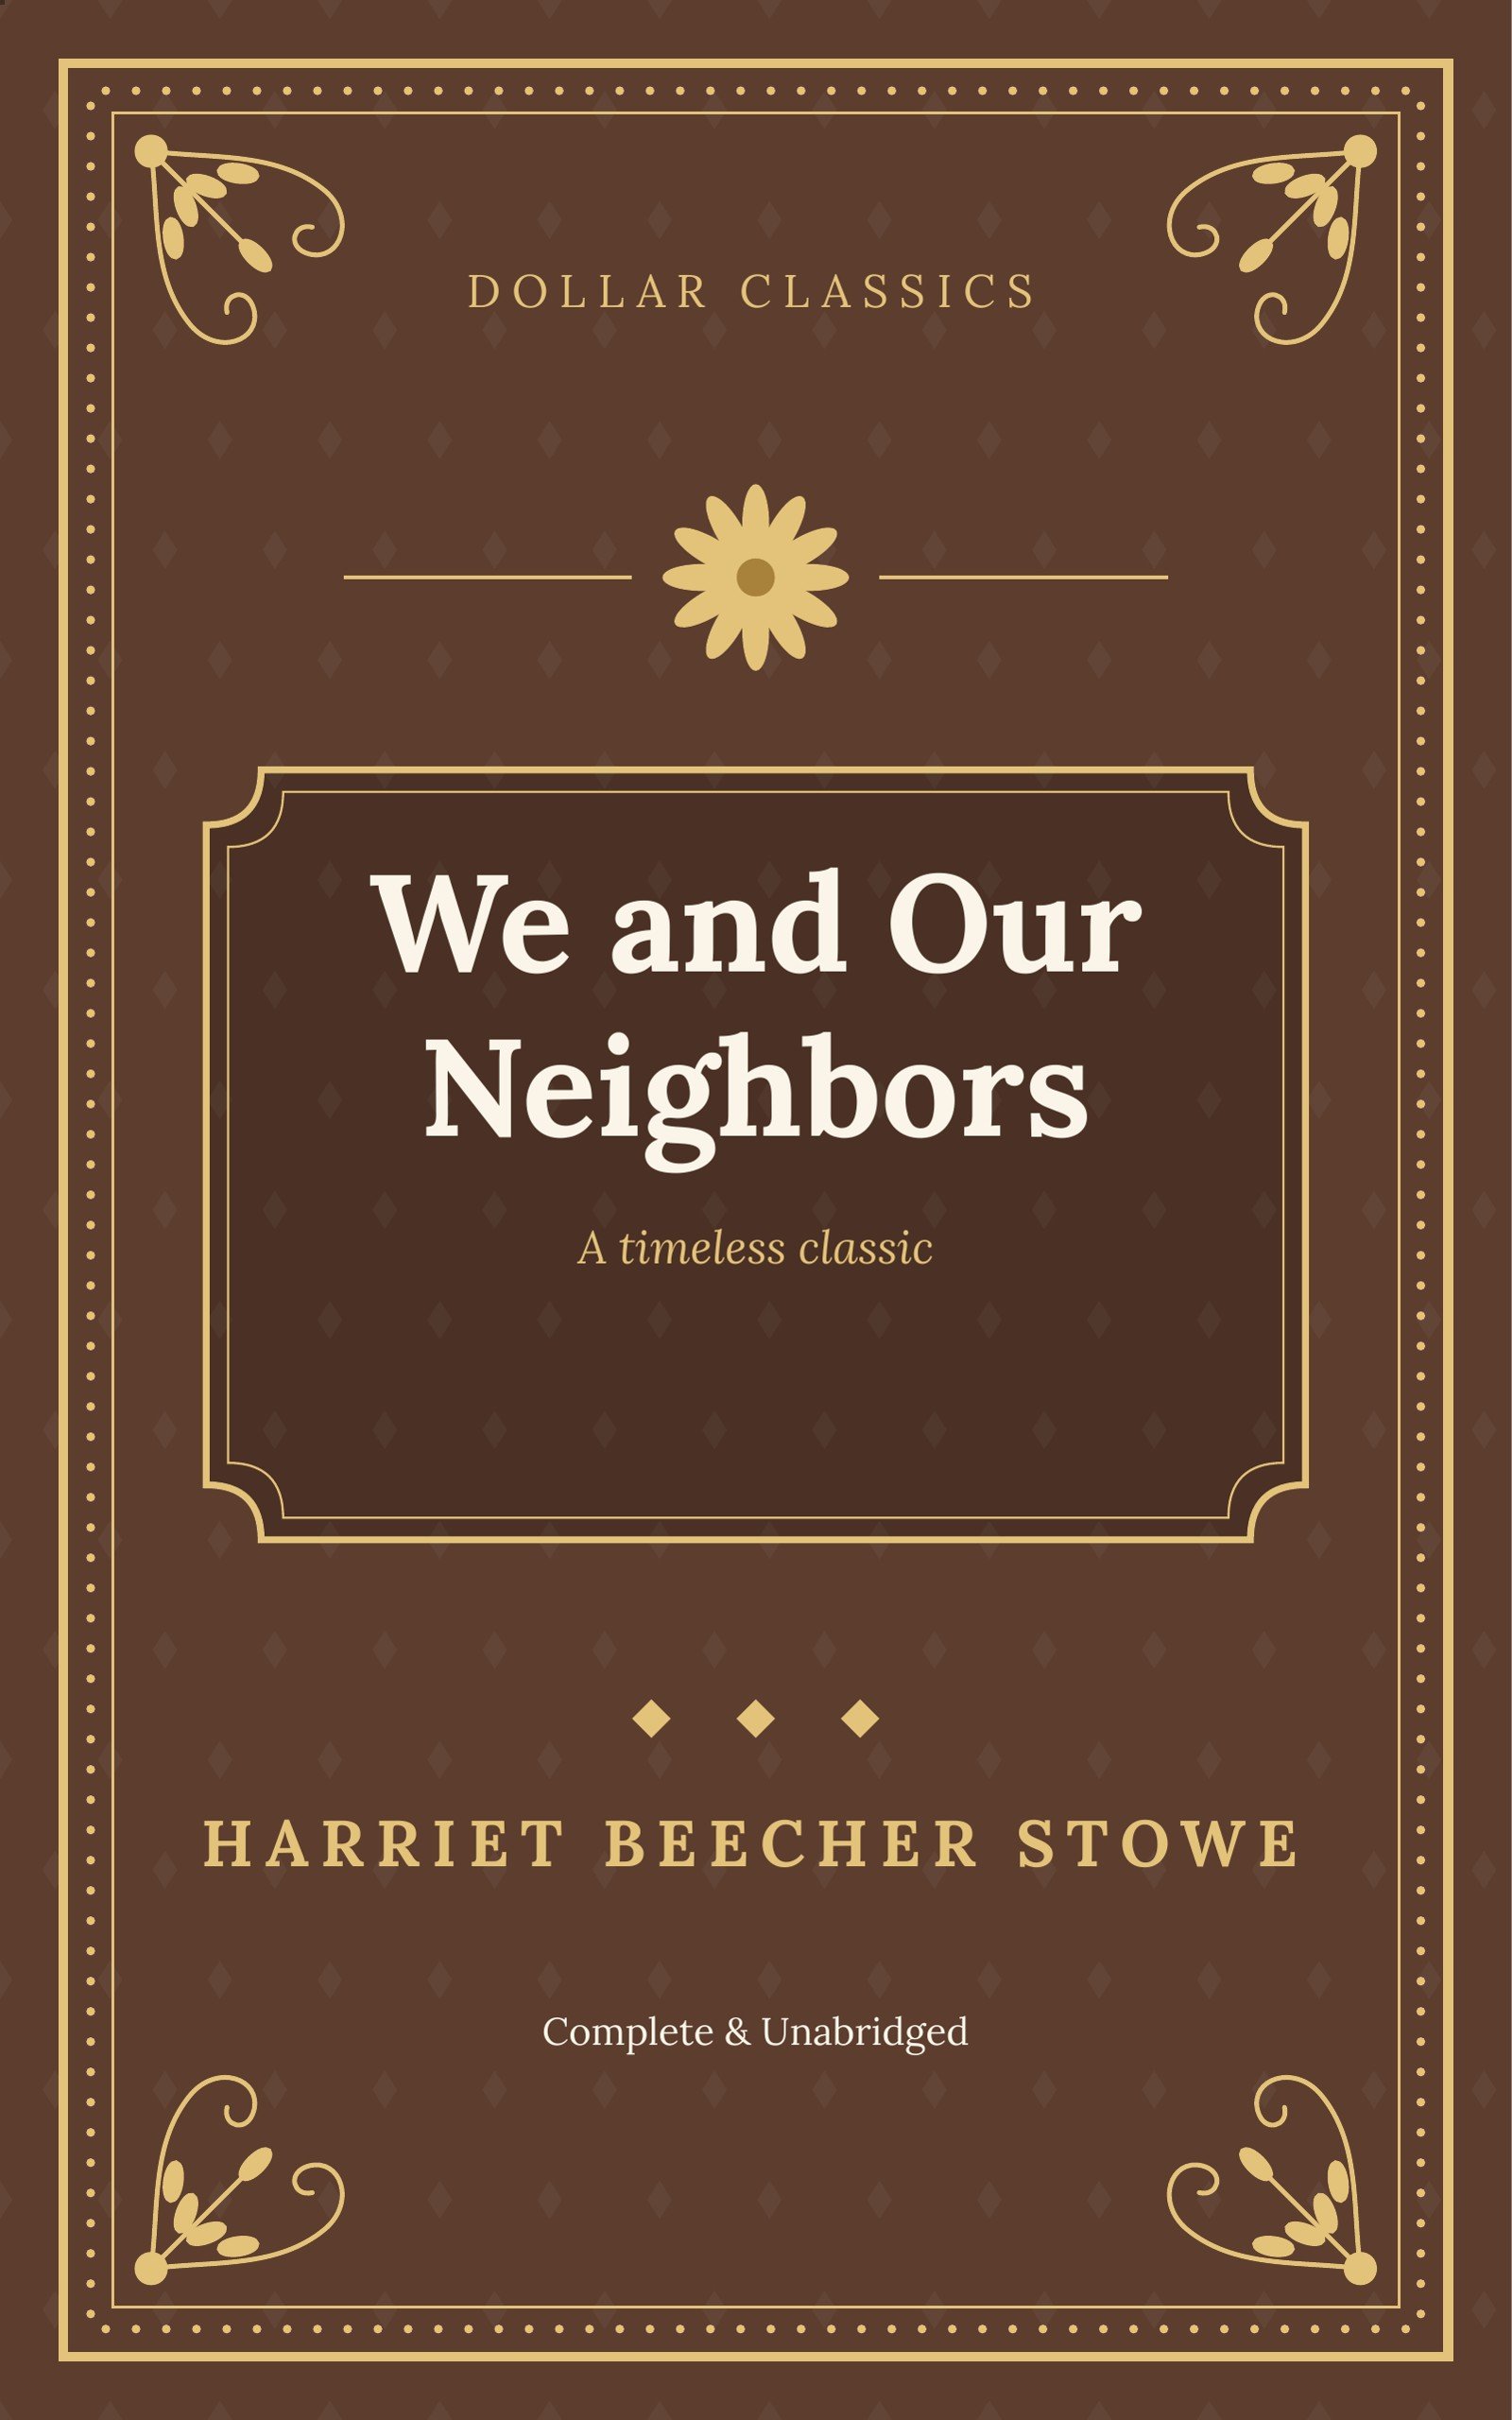 DOLLAR CLASSICS
We and Our
Neighbors
A timeless classic
HARRIET BEECHER STOWE
Complete & Unabridged